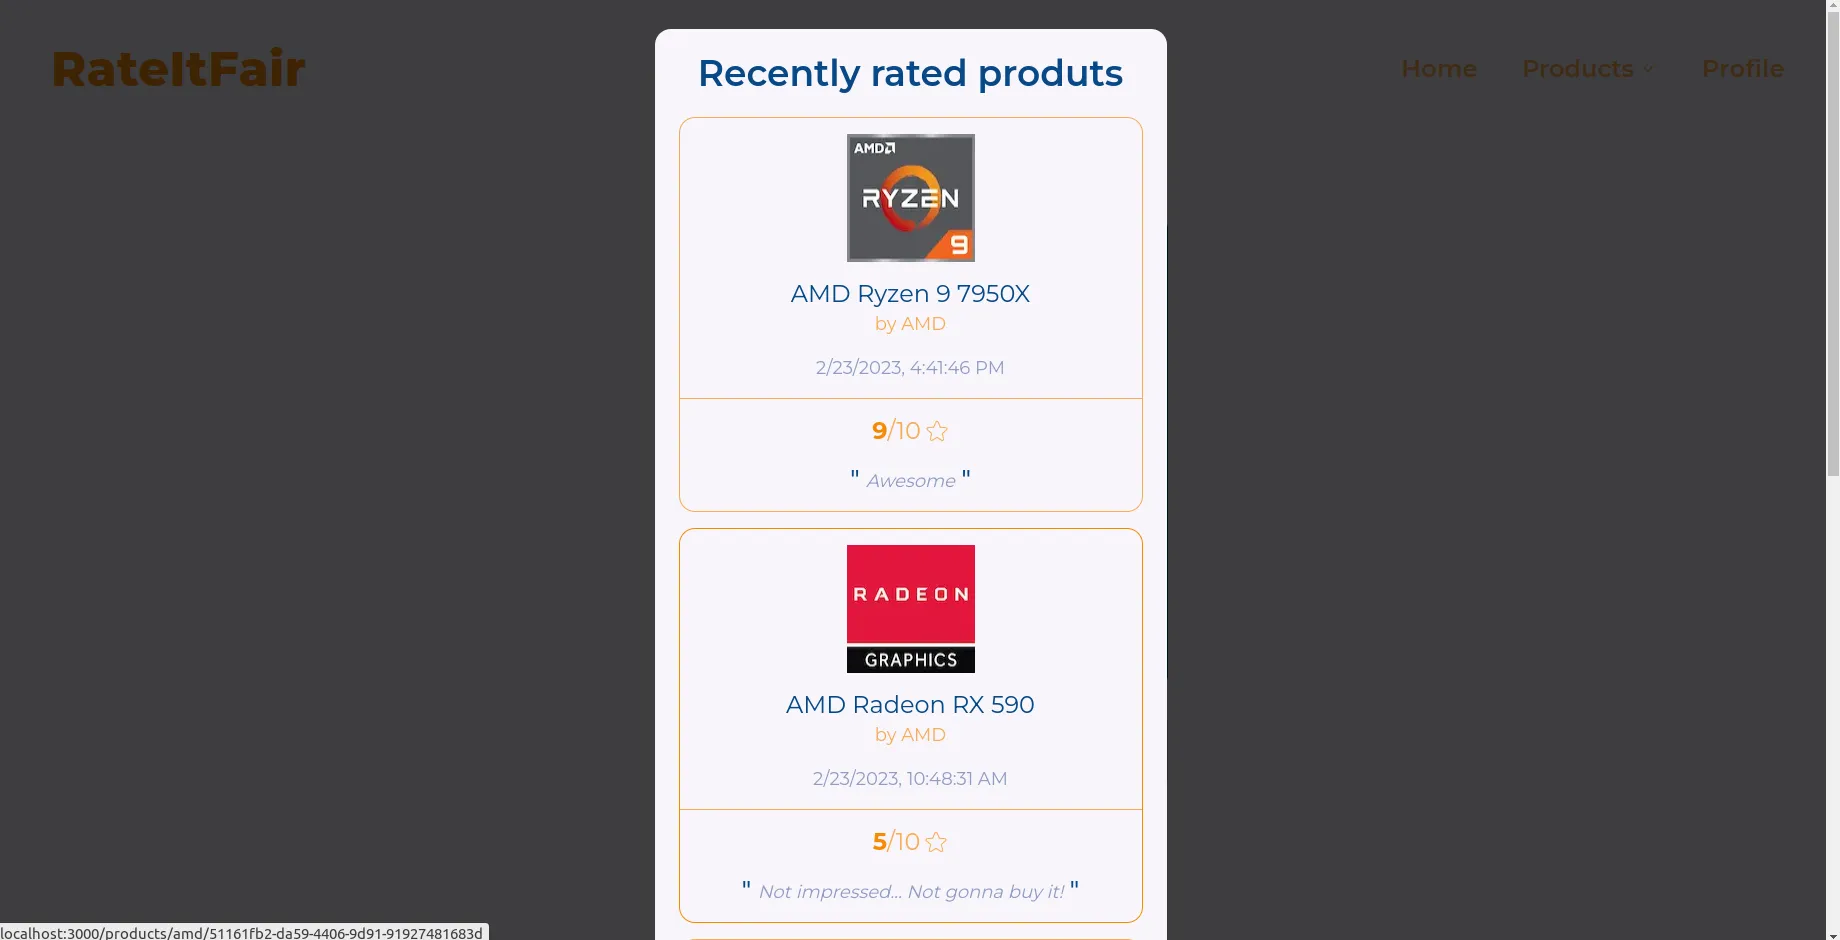 RateItFair
Home Products Profile
Recently rated produts
AMD
RYZEN
9
AMD Ryzen 9 7950X
by AMD
2/23/2023, 4:41:46 PM
9/10
" Awesome "
RADEON
GRAPHICS
AMD Radeon RX 590
by AMD
2/23/2023, 10:48:31 AM
5/10
" Not impressed... Not gonna buy it! "
localhost:3000/products/amd/51161fb2-da59-4406-9d91-91927481683d